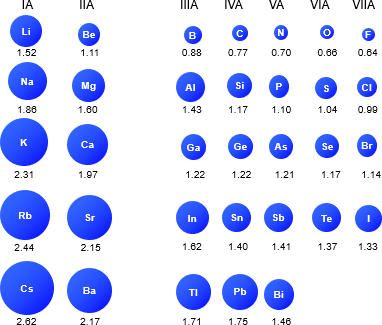 IA IIA IIIA IVA VA VIA VIIA
Li Be B C N O F
1.52 1.11 0.88 0.77 0.70 0.66 0.64
Na Mg Al Si P S Cl
1.86 1.60 1.43 1.17 1.10 1.04 0.99
K Ca Ga Ge As Se Br
2.31 1.97 1.22 1.22 1.21 1.17 1.14
Rb Sr In Sn Sb Te I
2.44 2.15 1.62 1.40 1.41 1.37 1.33
Cs Ba Tl Pb Bi
2.62 2.17 1.71 1.75 1.46